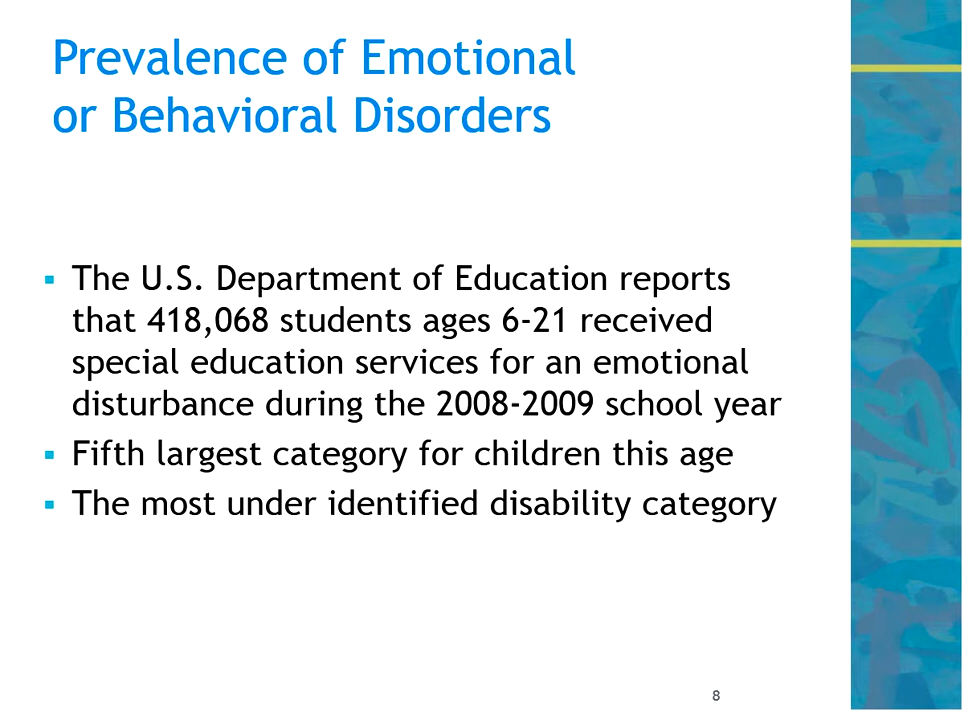 Prevalence of Emotional
or Behavioral Disorders
▪ The U.S. Department of Education reports
that 418,068 students ages 6-21 received
special education services for an emotional
disturbance during the 2008-2009 school year
▪ Fifth largest category for children this age
▪ The most under identified disability category
8